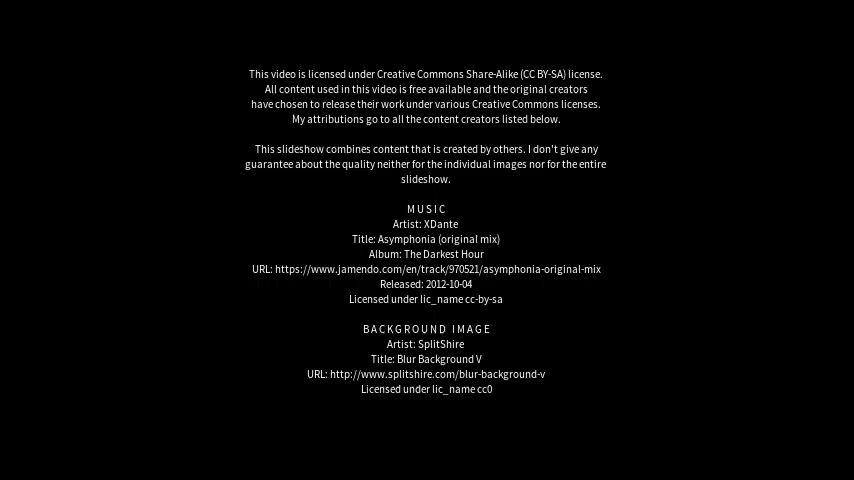 This video is licensed under Creative Commons Share-Alike (CC BY-SA) license.
All content used in this video is free available and the original creators
have chosen to release their work under various Creative Commons licenses.
My attributions go to all the content creators listed below.
This slideshow combines content that is created by others. I don't give any
guarantee about the quality neither for the individual images nor for the entire
slideshow.
MUSIC
Artist: XDante
Title: Asymphonia (original mix)
Album: The Darkest Hour
URL: https://www.jamendo.com/en/track/970521/asymphonia-original-mix
Released: 2012-10-04
Licensed under lic_name cc-by-sa
BACKGROUND IMAGE
Artist: SplitShire
Title: Blur Background V
URL: http://www.splitshire.com/blur-background-v
Licensed under lic_name cc0